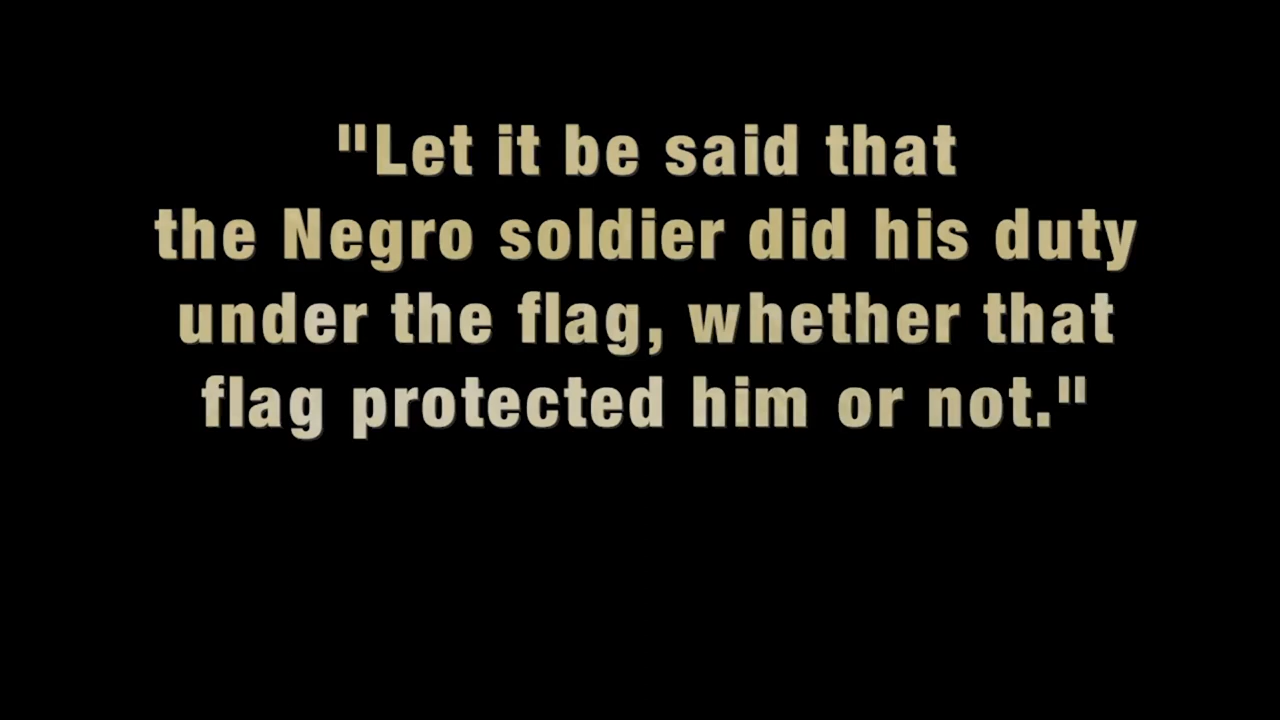 "Let it be said that
the Negro soldier did his duty
under the flag, whether that
flag protected him or not."